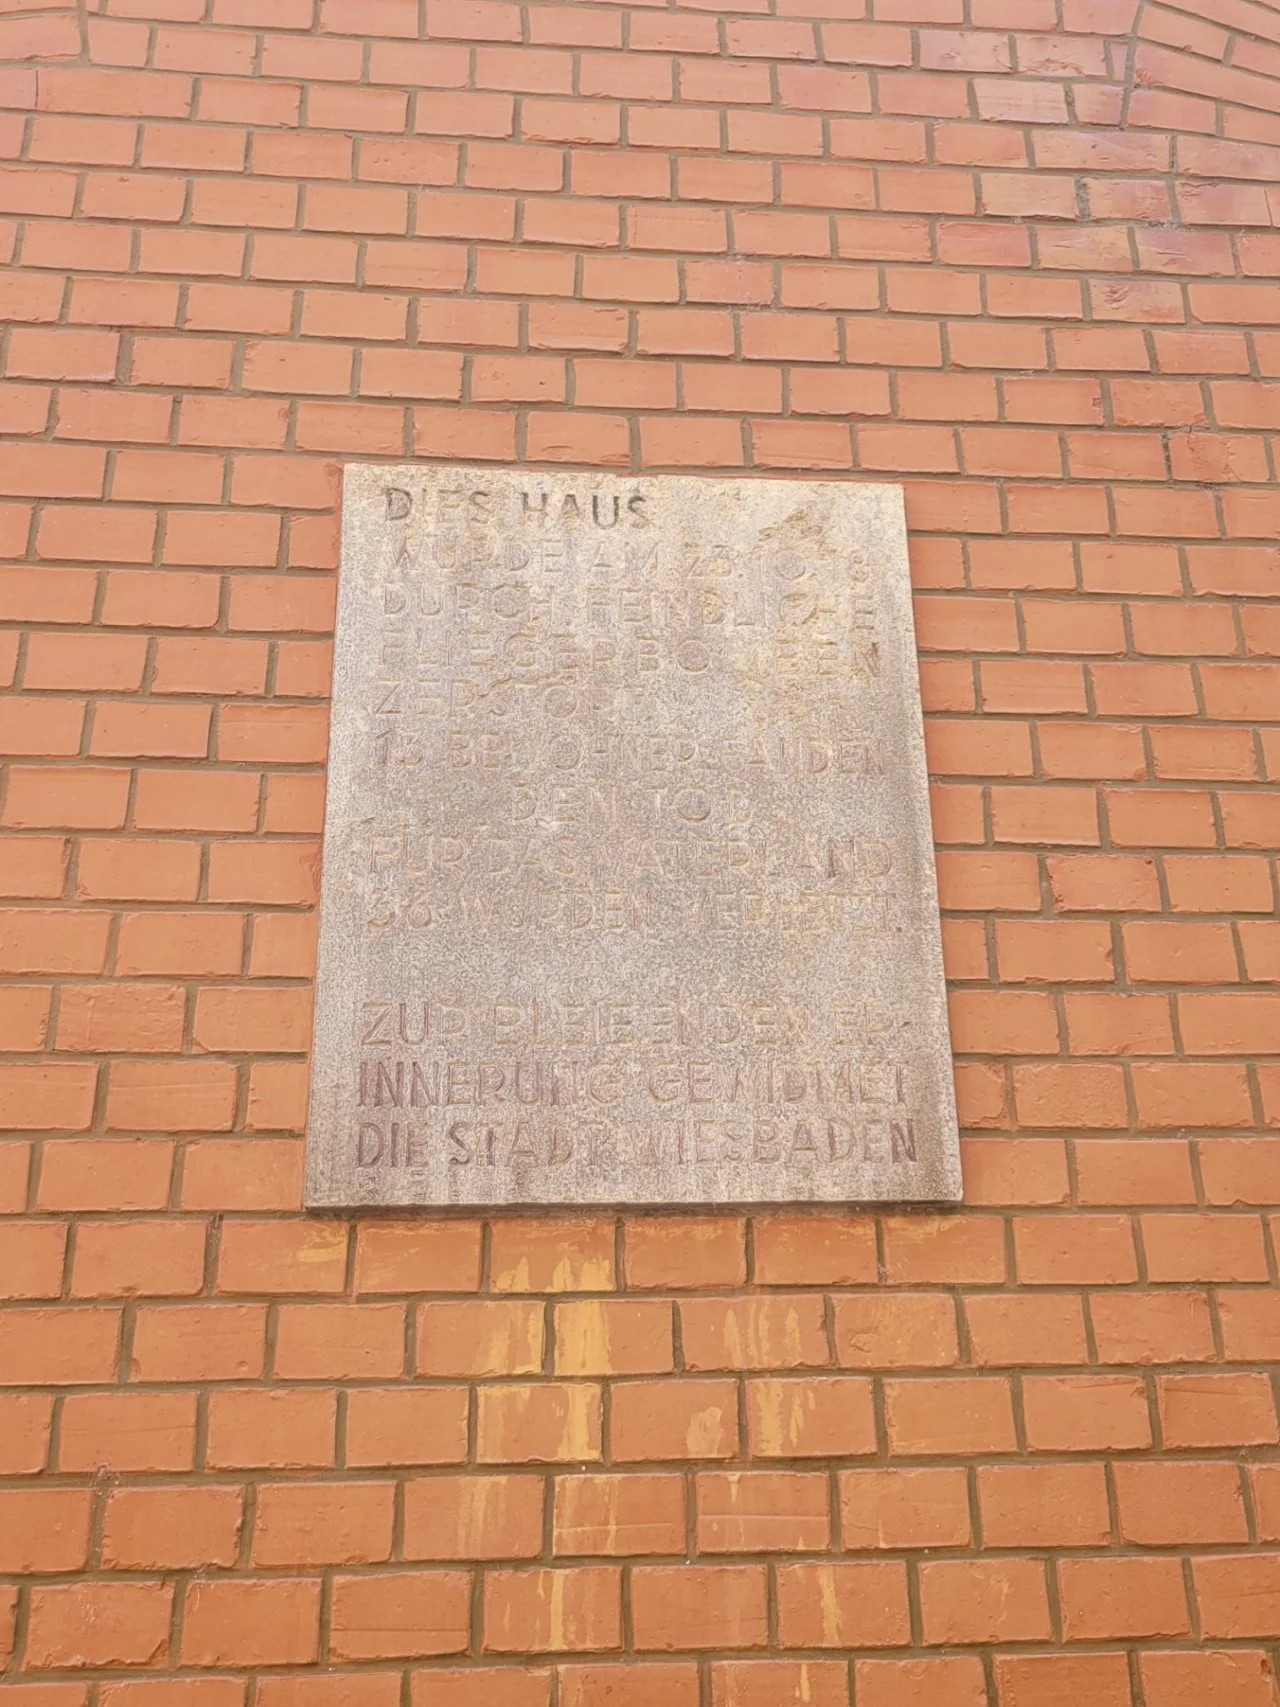 DIES HAUS
WURDE AM 23.10.18
DURCH FEINDLICHE
FLIEGERBOMBEN
ZERSTÖRT
13 BEWOHNER FANDEN
DEN TOD
FÜR DAS VATERLAND
36 WURDEN VERLETZT.
ZUR BLEIBENDEN ER-
INNERUNG GEWIDMET
DIE STADT WIESBADEN